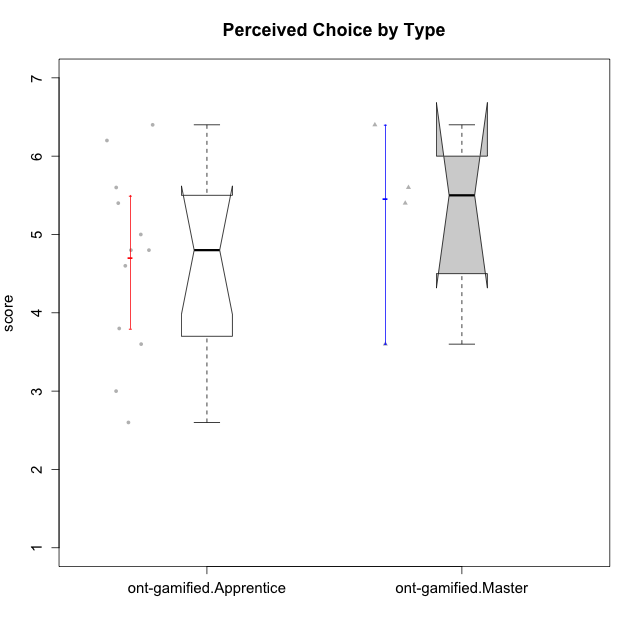 Perceived Choice by Type
7
6
5
4
3
2
1
score
ont-gamified.Apprentice
ont-gamified.Master